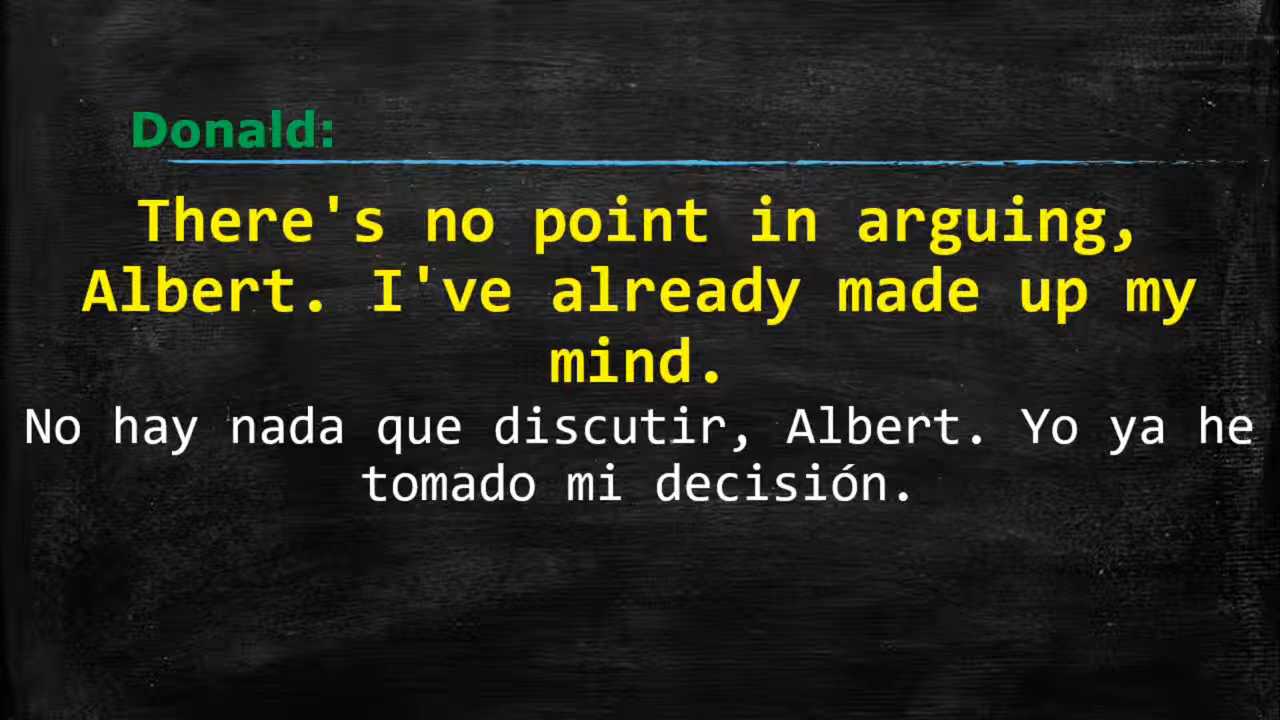 Donald:
There's no point in arguing,
Albert. I've already made up my
mind.
No hay nada que discutir, Albert. Yo ya he
tomado mi decisión.